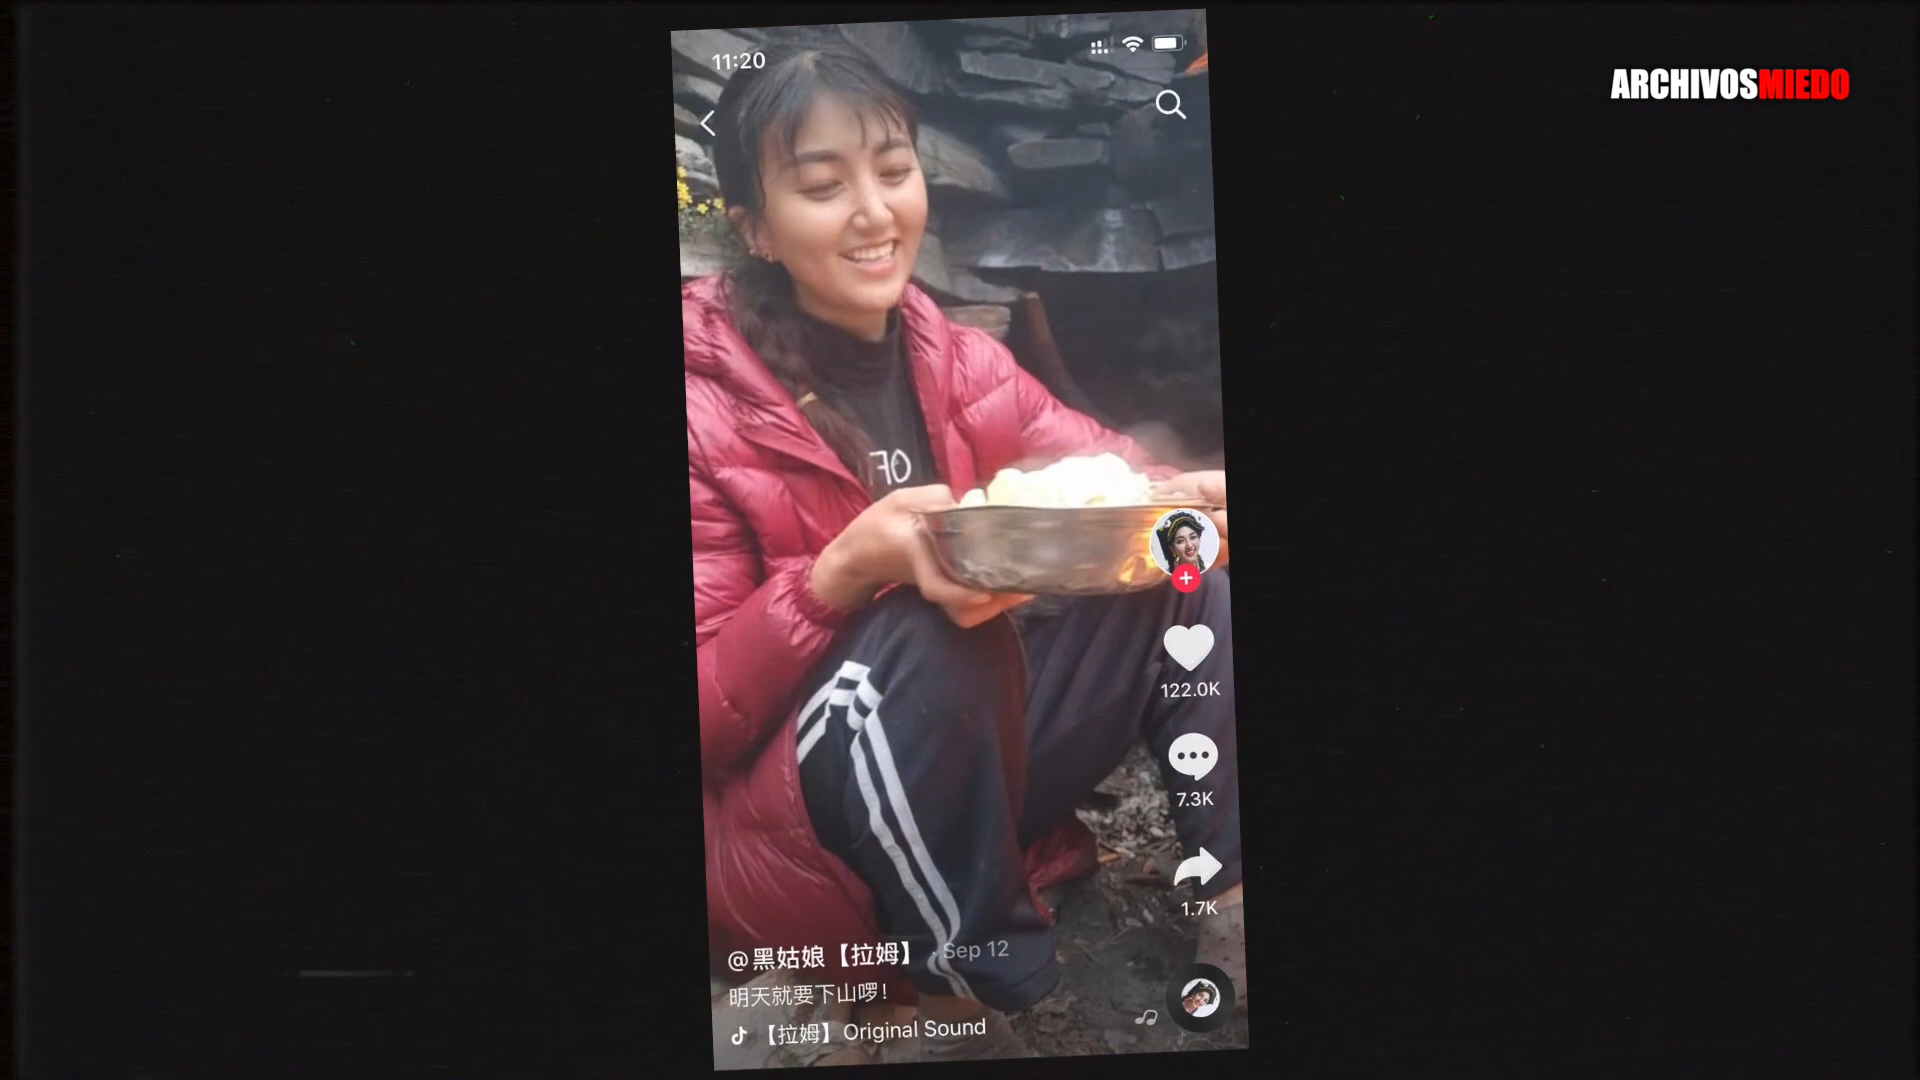 11:20
ARCHIVOSMIEDO
70
122.0K
7.3K
1.7K
@黑姑娘【拉姆】 · Sep 12
明天就要下山啰！
【拉姆】Original Sound